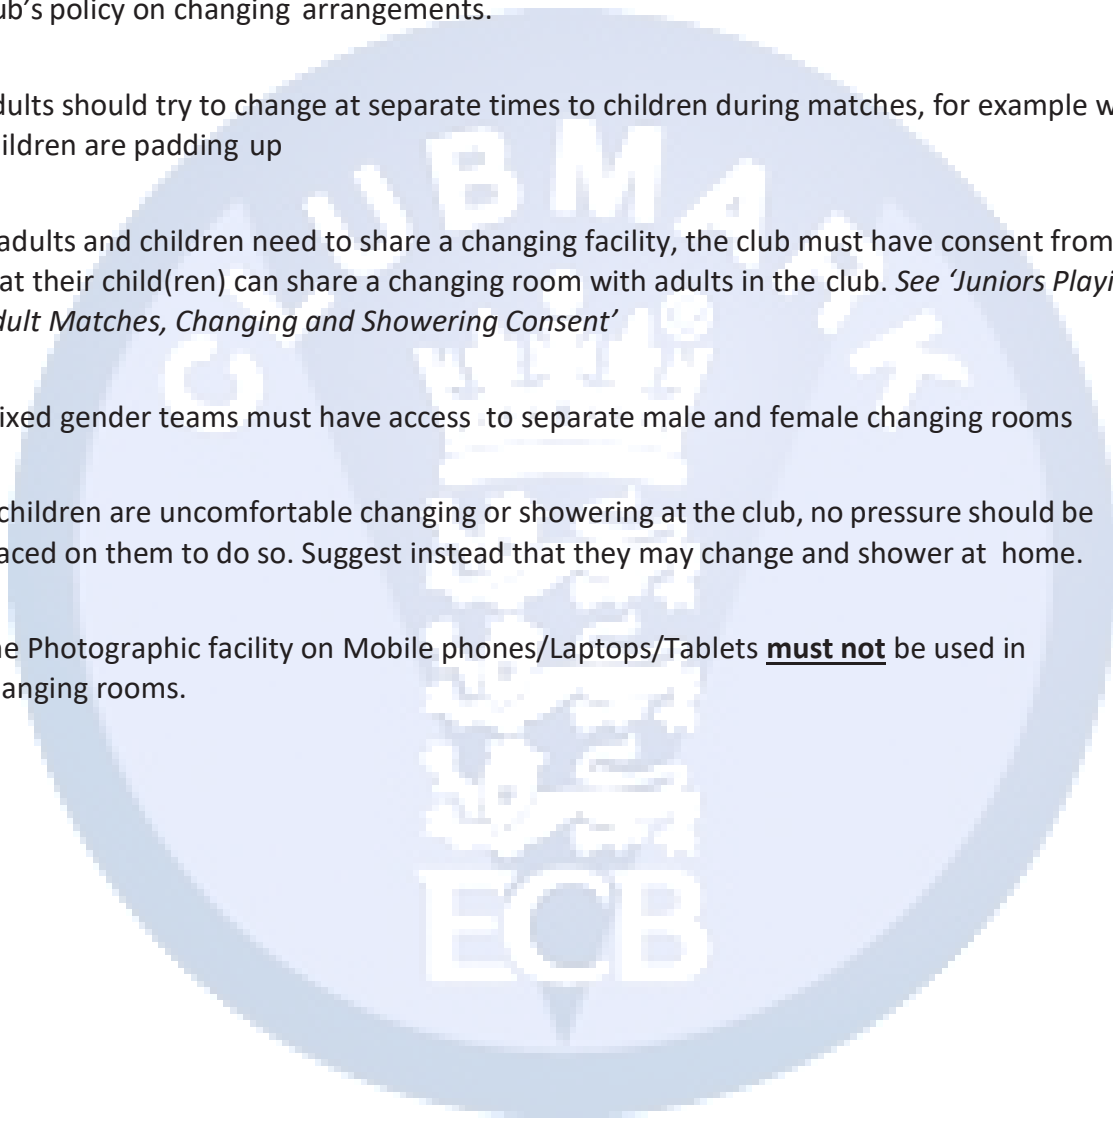 ub's policy on changing arrangements.
dults should try to change at separate times to children during matches, for example w
ildren are padding up
adults and children need to share a changing facility, the club must have consent from
at their child(ren) can share a changing room with adults in the club. See ‘Juniors Playi
dult Matches, Changing and Showering Consent’
ixed gender teams must have access to separate male and female changing rooms
children are uncomfortable changing or showering at the club, no pressure should be
aced on them to do so. Suggest instead that they may change and shower at home.
ne Photographic facility on Mobile phones/Laptops/Tablets must not be used in
anging rooms.
CLUBMARK
ECB